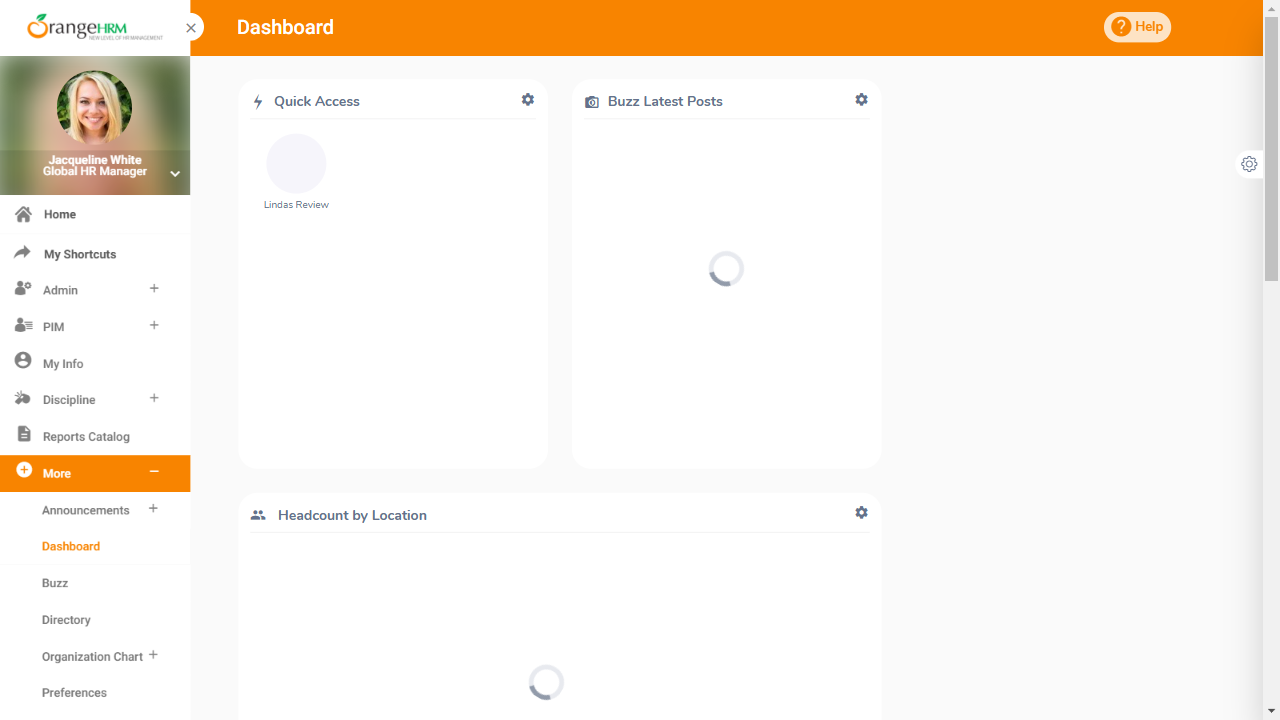 OrangeHRM
NEW LEVEL OF HR MANAGEMENT
Dashboard
Help
Jacqueline White
Global HR Manager
Home
My Shortcuts
Admin
PIM
My Info
Discipline
Reports Catalog
More
Announcements
Dashboard
Buzz
Directory
Organization Chart
Preferences
Quick Access
Lindas Review
Buzz Latest Posts
Headcount by Location